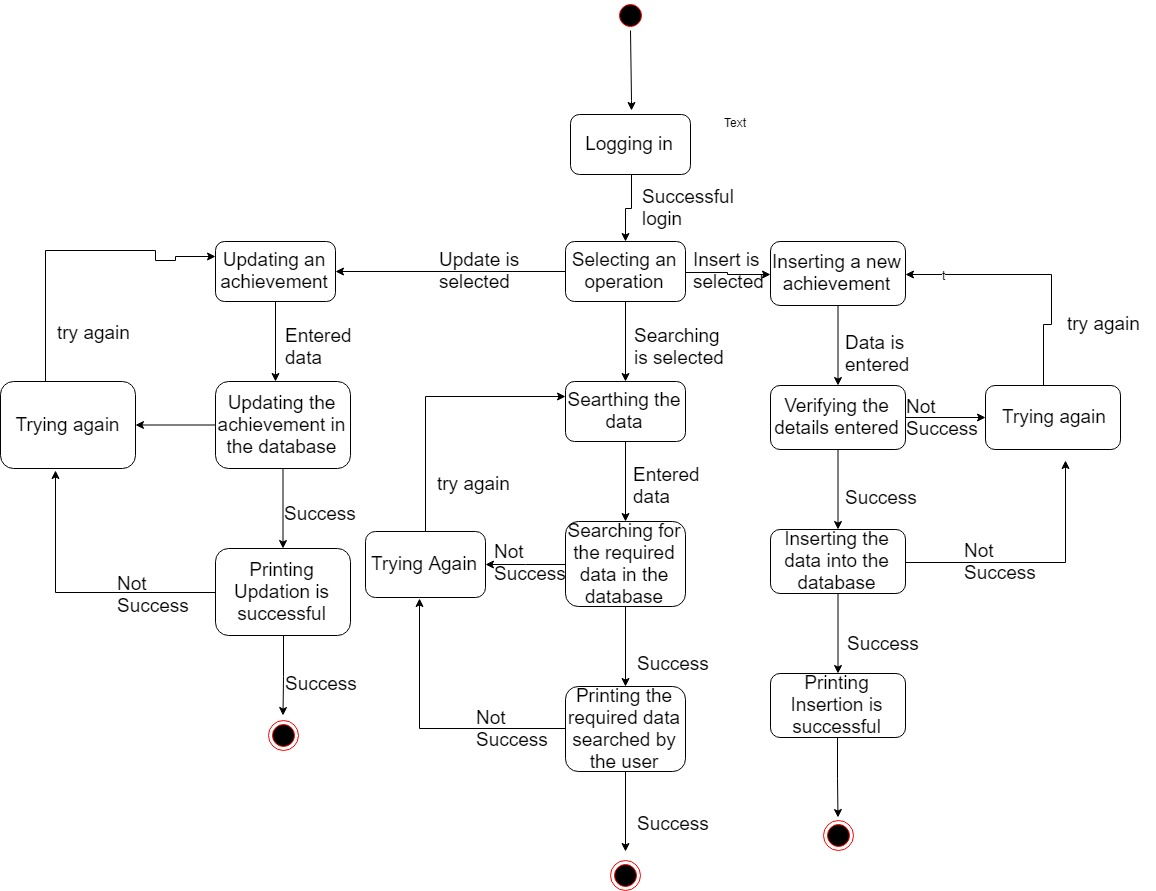 Logging in
Text
Successful
login
Updating an
achievement
Update is
selected
Selecting an
operation
Insert is
selected
Inserting a new
achievement
t
try again
Entered
data
Searching
is selected
Data is
entered
try again
Trying again
Updating the
achievement in
the database
Searthing the
data
Verifying the
details entered
Not
Success
Trying again
try again
Entered
data
Success
Success
Trying Again
Not
Success
Searching for
the required
data in the
database
Inserting the
data into the
database
Not
Success
Printing
Updation is
successful
Not
Success
Success
Success
Success
Printing the
required data
searched by
the user
Not
Success
Printing
Insertion is
successful
Success